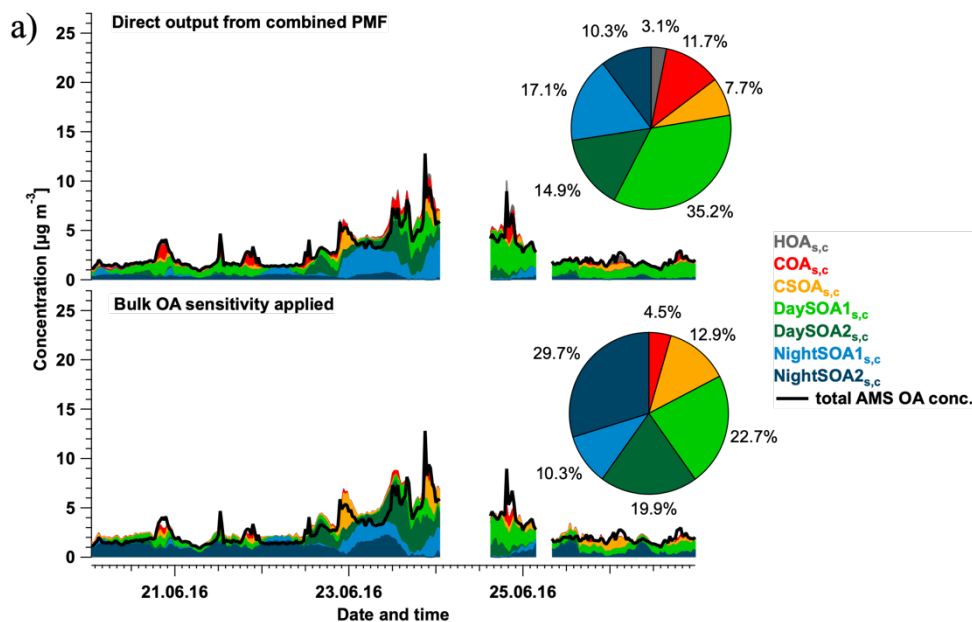 a)
Direct output from combined PMF
25
20
15
10
5
0
10.3%
3.1%
11.7%
7.7%
17.1%
14.9%
35.2%
Concentration [µg m⁻³]
HOAs,c
COAs,c
CSOAs,c
DaySOA1s,c
DaySOA2s,c
NightSOA1s,c
NightSOA2s,c
total AMS OA conc.
Bulk OA sensitivity applied
25
20
15
10
5
0
4.5%
12.9%
29.7%
22.7%
10.3%
19.9%
21.06.16
23.06.16
25.06.16
Date and time